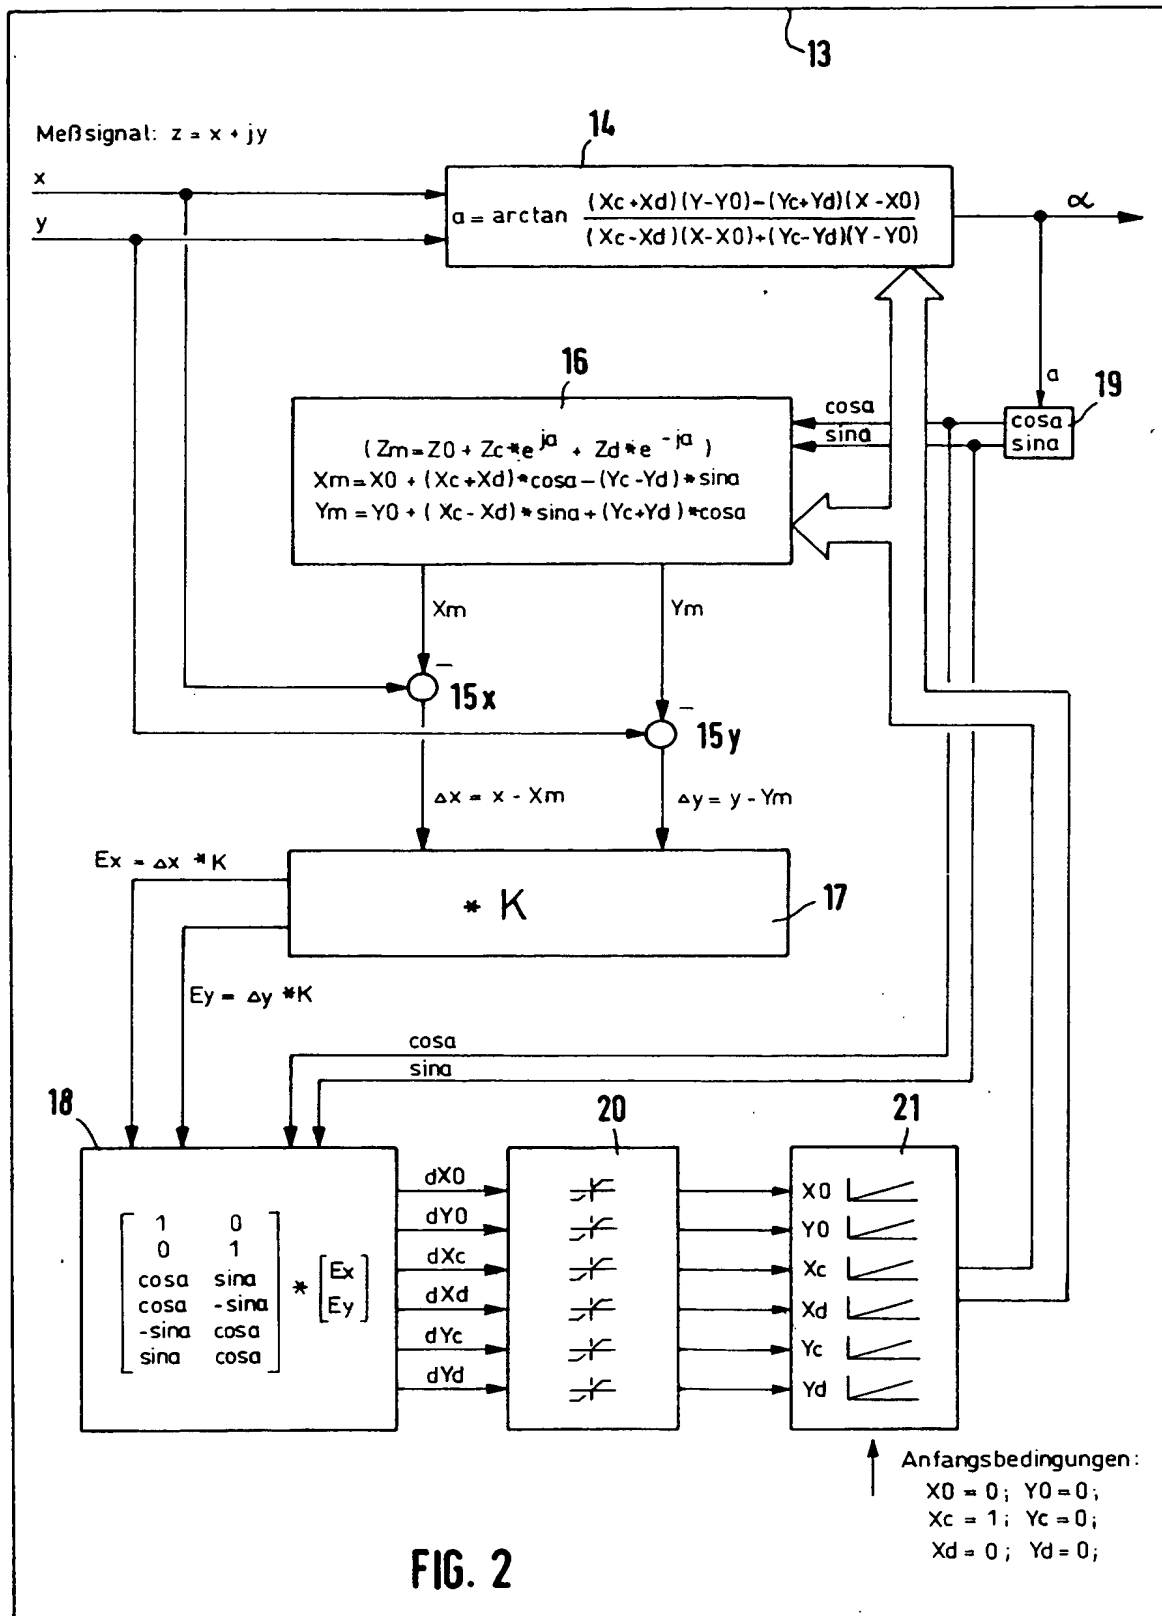 13
Meßsignal: z = x + jy
14
x
y
a = arctan (Xc+Xd)(Y-Y0)-(Yc+Yd)(X-X0)
(Xc-Xd)(X-X0)+(Yc-Yd)(Y-Y0)
α
16
a
19
cosa
sina
cosa
sina
(Zm = Z0 + Zc*e^ja + Zd*e^-ja)
Xm = X0 + (Xc+Xd)*cosa-(Yc-Yd)*sina
Ym = Y0 + (Xc-Xd)*sina+(Yc+Yd)*cosa
Xm
Ym
−
15x
−
15y
Δx = x - Xm
Δy = y - Ym
Ex = Δx *K
* K
17
Ey = Δy *K
cosa
sina
18
20
21
1 0
0 1
cosa sina
cosa -sina
-sina cosa
sina cosa
*
Ex
Ey
dX0
dY0
dXc
dXd
dYc
dYd
X0
Y0
Xc
Xd
Yc
Yd
Anfangsbedingungen:
X0 = 0; Y0 = 0;
Xc = 1; Yc = 0;
Xd = 0; Yd = 0;
FIG. 2